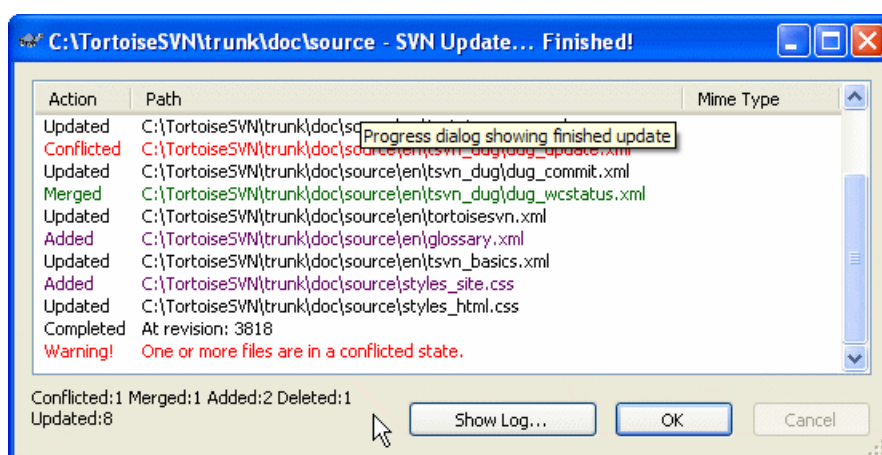 C:\TortoiseSVN\trunk\doc\source - SVN Update... Finished!
Action Path Mime Type
Updated C:\TortoiseSVN\trunk\doc\so
Progress dialog showing finished update
Conflicted C:\TortoiseSVN\trunk\doc\source\en\tsvn_dug\dug_update.xml
Updated C:\TortoiseSVN\trunk\doc\source\en\tsvn_dug\dug_commit.xml
Merged C:\TortoiseSVN\trunk\doc\source\en\tsvn_dug\dug_wcstatus.xml
Updated C:\TortoiseSVN\trunk\doc\source\en\tortoisesvn.xml
Added C:\TortoiseSVN\trunk\doc\source\en\glossary.xml
Updated C:\TortoiseSVN\trunk\doc\source\en\tsvn_basics.xml
Added C:\TortoiseSVN\trunk\doc\source\styles_site.css
Updated C:\TortoiseSVN\trunk\doc\source\styles_html.css
Completed At revision: 3818
Warning! One or more files are in a conflicted state.
Conflicted:1 Merged:1 Added:2 Deleted:1
Updated:8
Show Log... OK Cancel